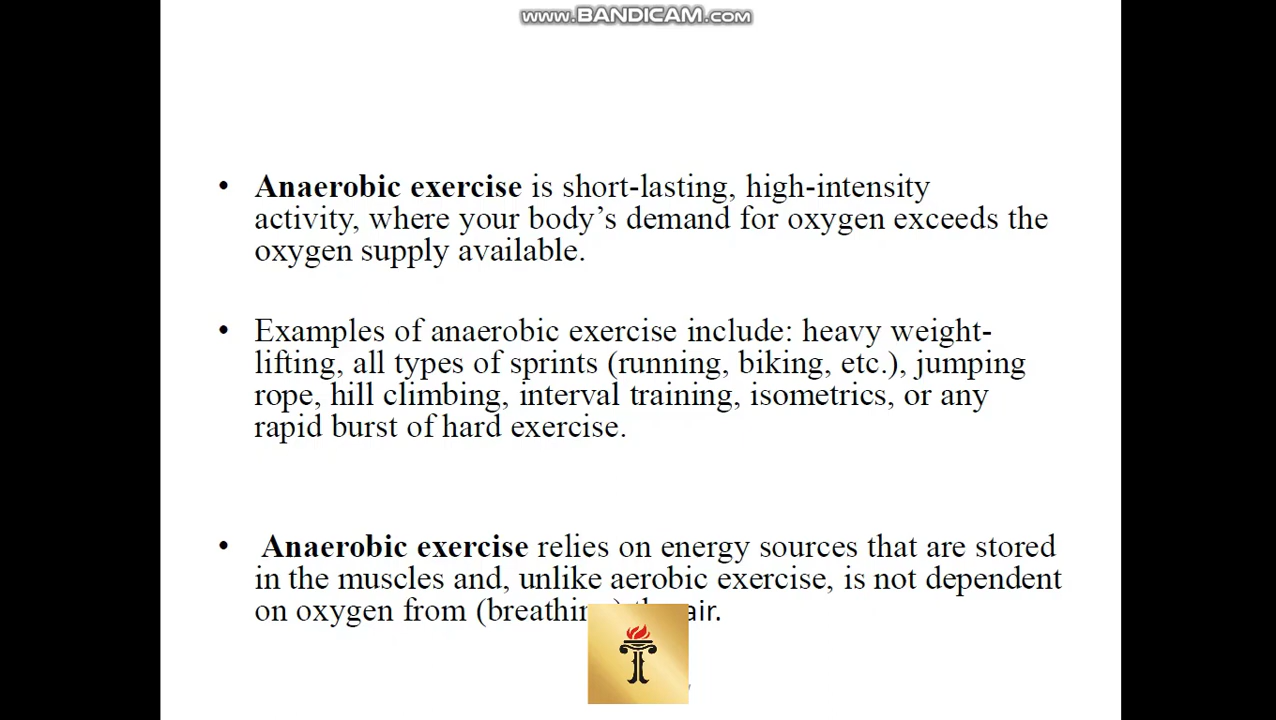 www.BANDICAM.com
• Anaerobic exercise is short-lasting, high-intensity
activity, where your body’s demand for oxygen exceeds the
oxygen supply available.
• Examples of anaerobic exercise include: heavy weight-
lifting, all types of sprints (running, biking, etc.), jumping
rope, hill climbing, interval training, isometrics, or any
rapid burst of hard exercise.
• Anaerobic exercise relies on energy sources that are stored
in the muscles and, unlike aerobic exercise, is not dependent
on oxygen from air.